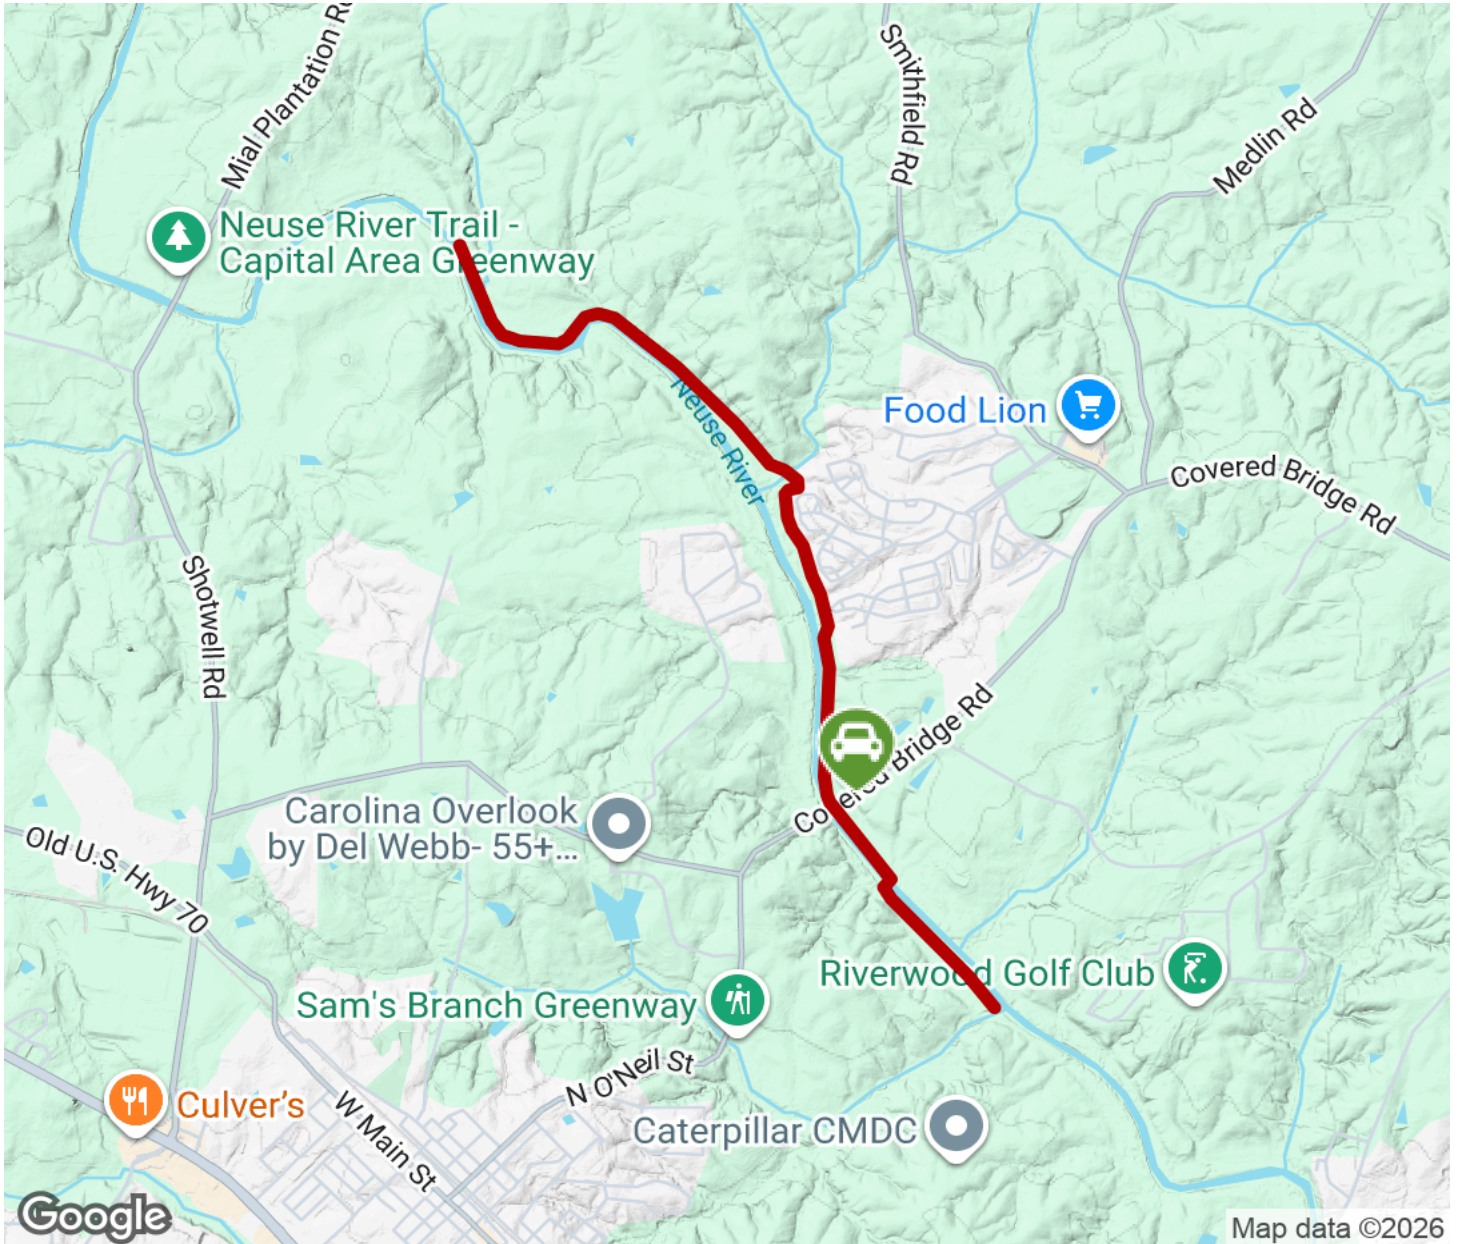 Mial Plantation Rd
Smithfield Rd
Medlin Rd
Neuse River Trail -
Capital Area Greenway
Food Lion
Neuse River
Covered Bridge Rd
Shotwell Rd
Covered Bridge Rd
Carolina Overlook
by Del Webb- 55+...
Old U.S. Hwy 70
Riverwood Golf Club
Sam's Branch Greenway
N O'Neil St
Culver's
W Main St
Caterpillar CMDC
Google
Map data ©2026